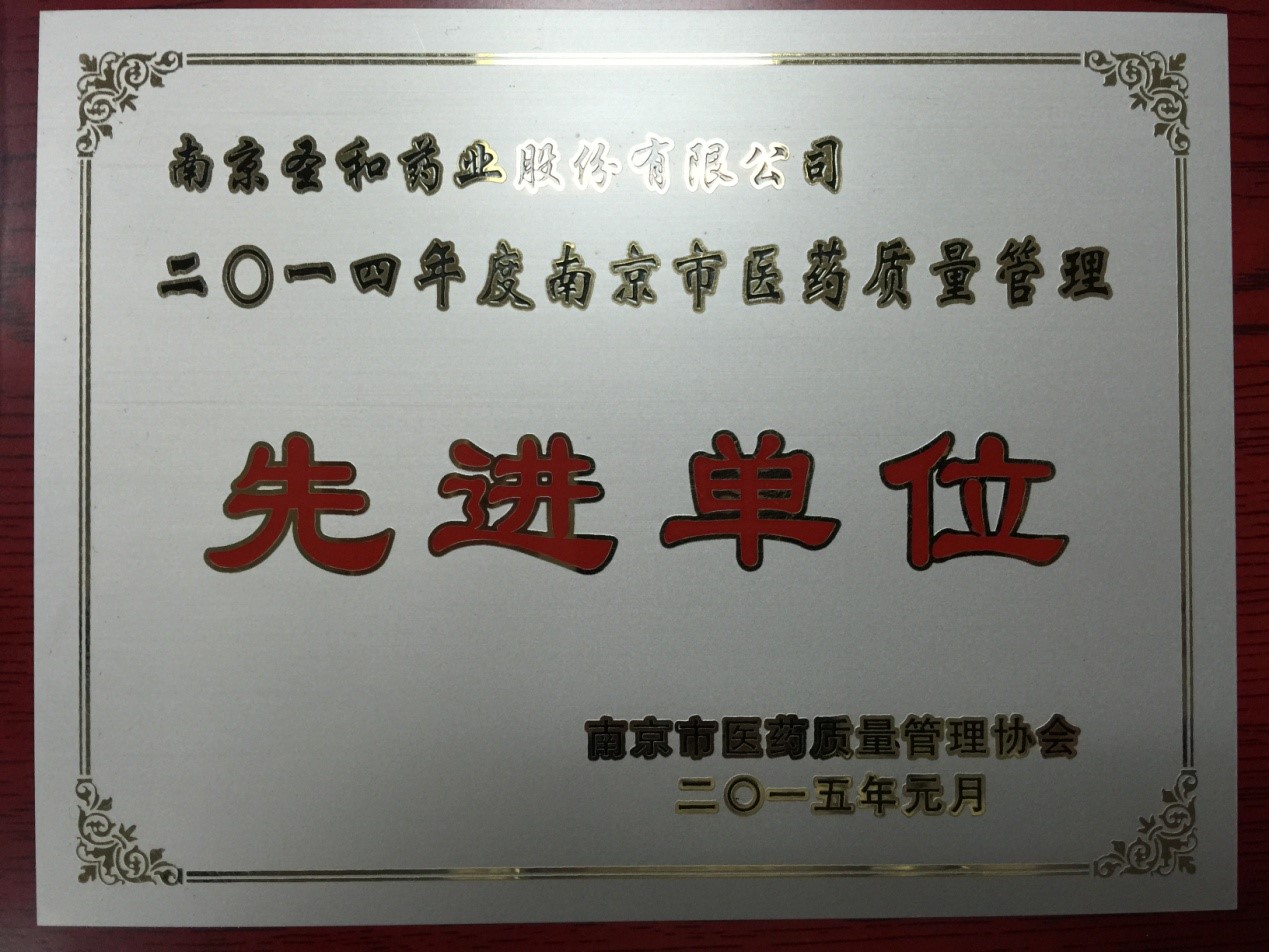 南京圣和药业股份有限公司
二〇一四年度南京市医药质量管理
先进单位
南京市医药质量管理协会
二〇一五年元月